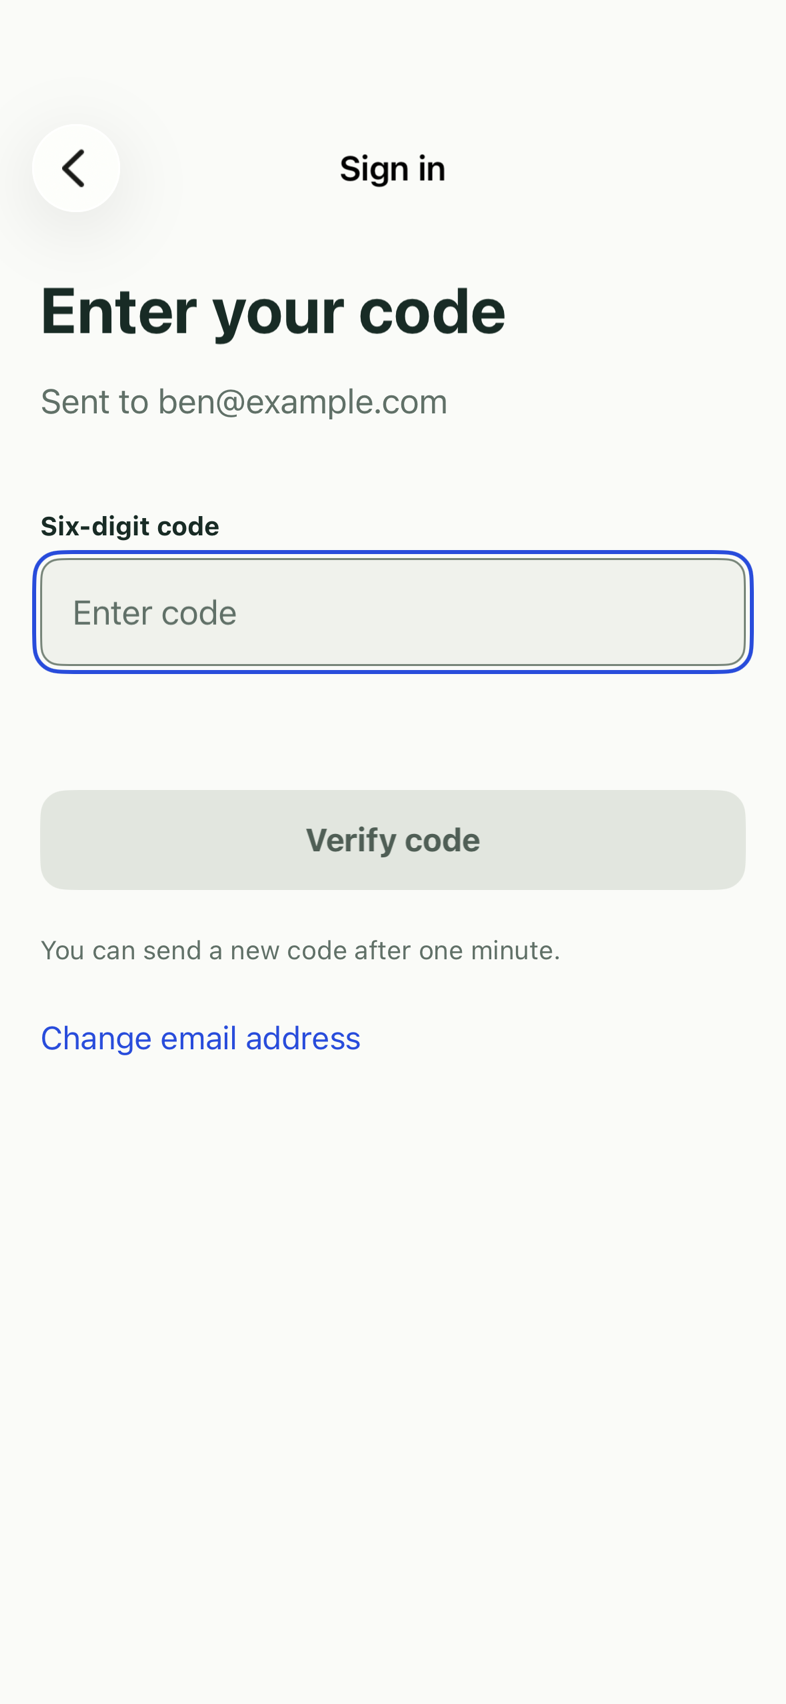 Sign in
Enter your code
Sent to ben@example.com
Six-digit code
Enter code
Verify code
You can send a new code after one minute.
Change email address